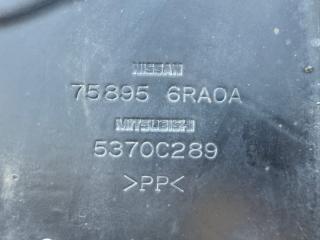 NISSAN
75895 6RA0A
MITSUBISHI
5370C289
>PP<